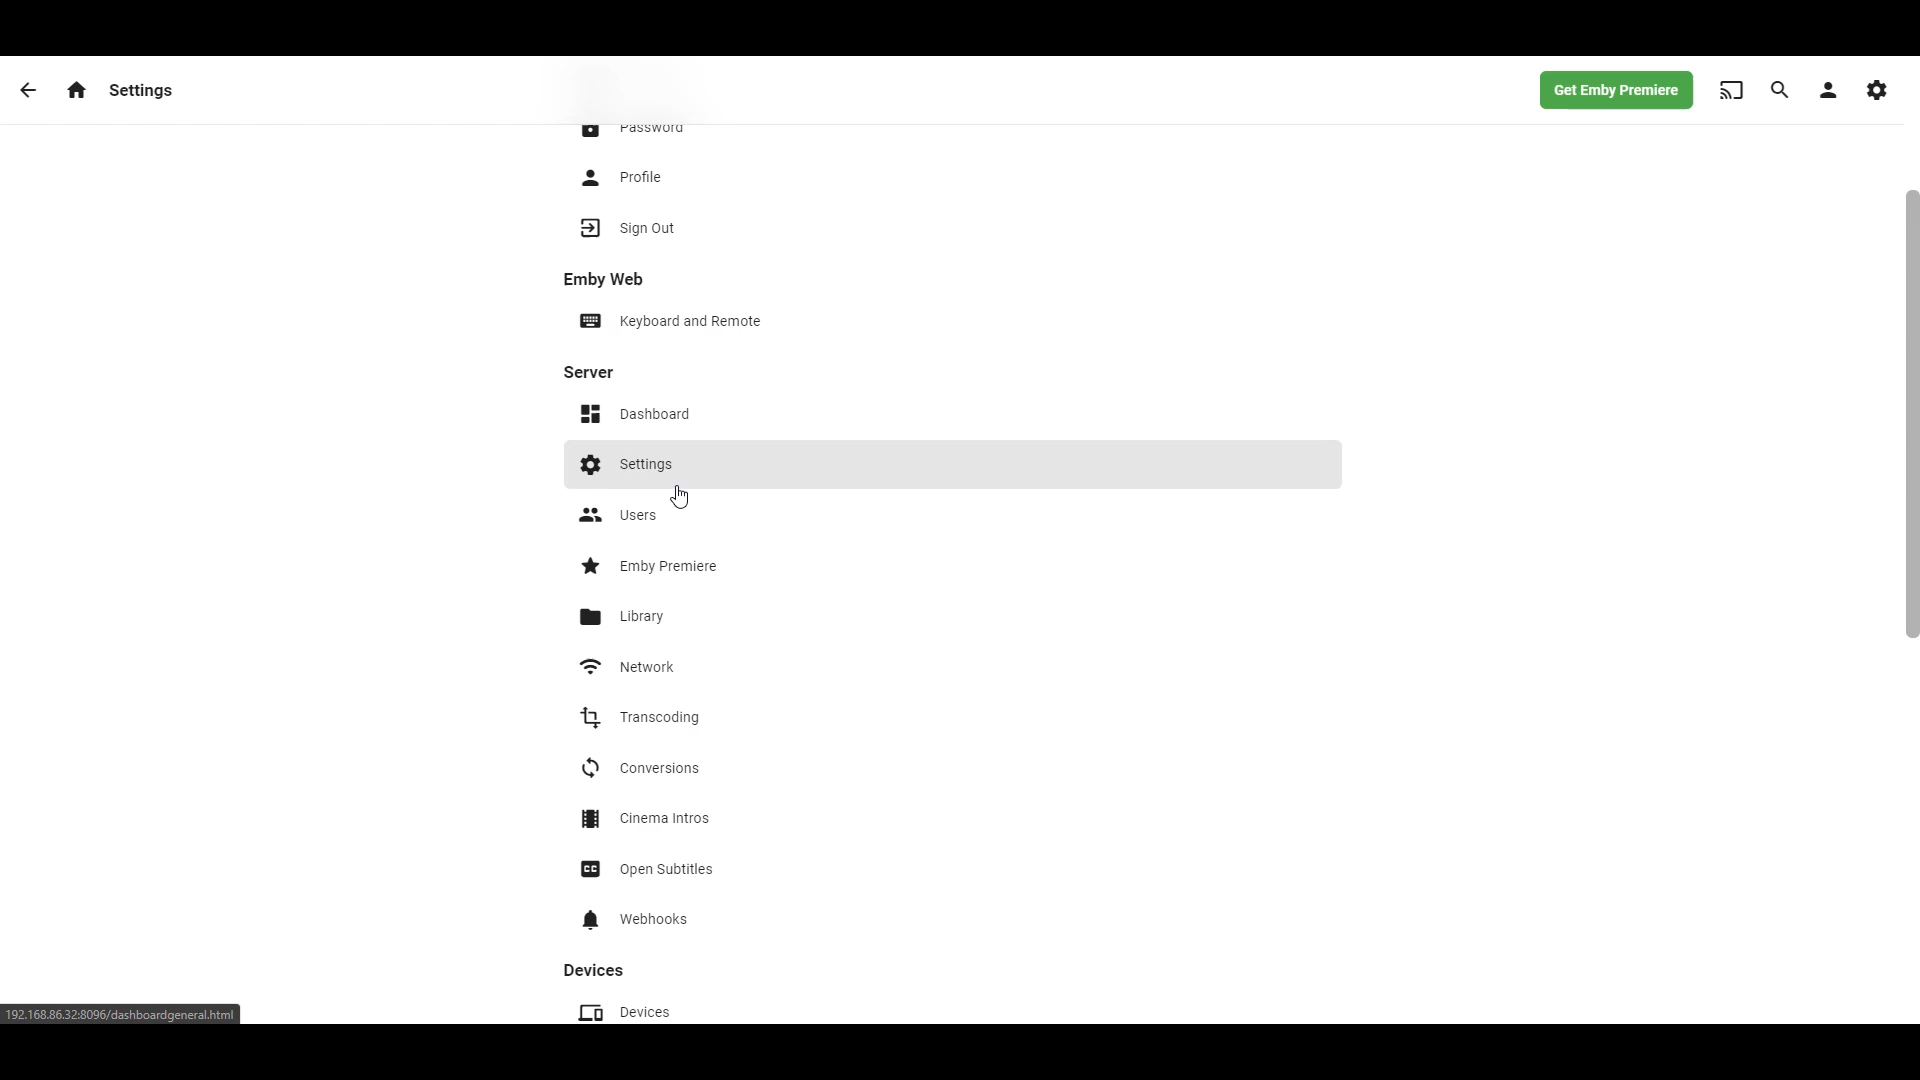 Settings
Get Emby Premiere
Password
Profile
Sign Out
Emby Web
Keyboard and Remote
Server
Dashboard
Settings
Users
Emby Premiere
Library
Network
Transcoding
Conversions
Cinema Intros
CC
Open Subtitles
Webhooks
Devices
Devices
192.168.86.32:8096/dashboardgeneral.html